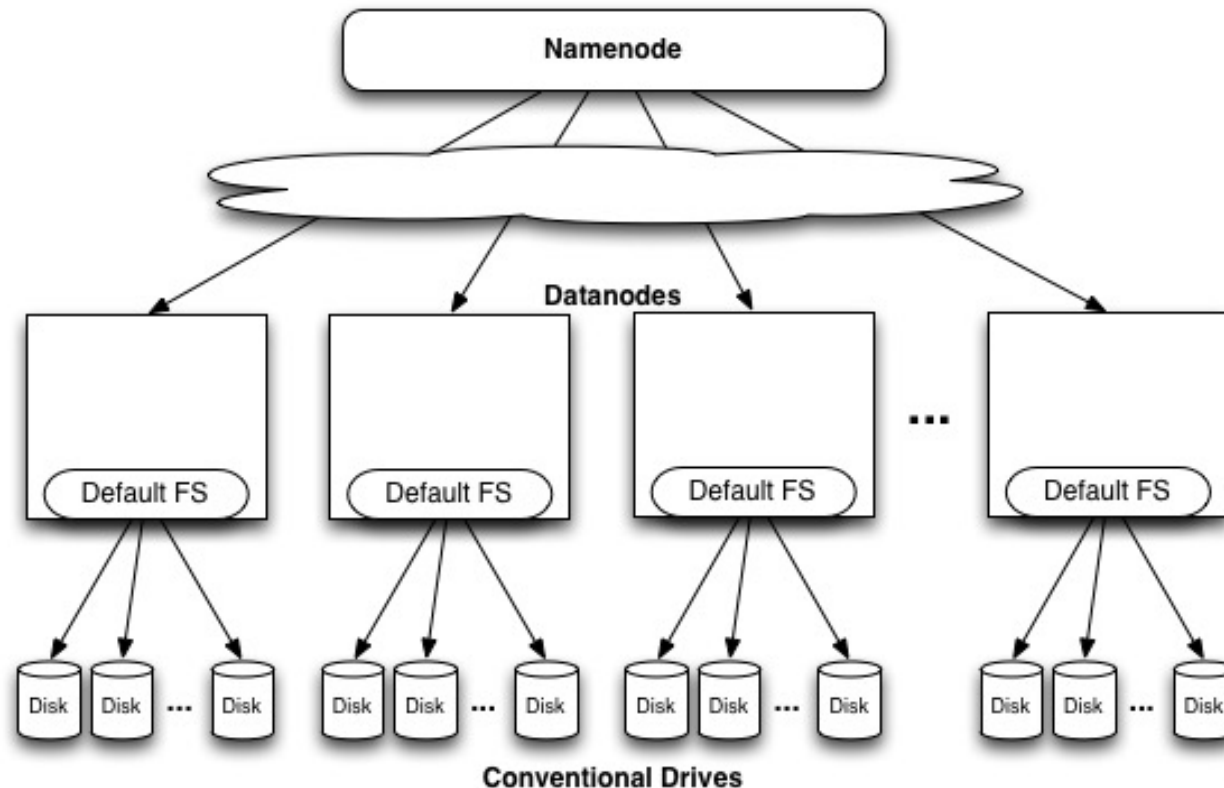 Namenode
Datanodes
...
Default FS Default FS Default FS Default FS
Disk Disk ... Disk Disk Disk ... Disk Disk Disk ... Disk Disk Disk ... Disk
Conventional Drives